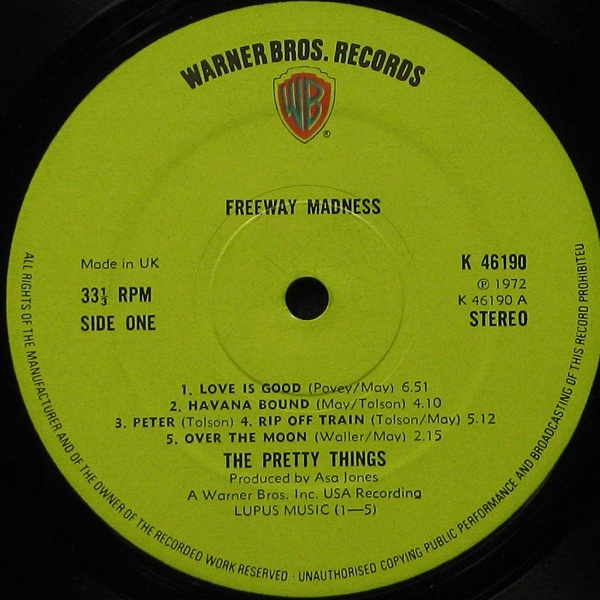 WARNER BROS. RECORDS
WB
®
FREEWAY MADNESS
Made in UK
33⅓ RPM
SIDE ONE
K 46190
℗ 1972
K 46190 A
STEREO
1. LOVE IS GOOD (Povey/May) 6.51
2. HAVANA BOUND (May/Tolson) 4.10
3. PETER (Tolson) 4. RIP OFF TRAIN (Tolson/May) 5.12
5. OVER THE MOON (Waller/May) 2.15
THE PRETTY THINGS
Produced by Asa Jones
A Warner Bros. Inc. USA Recording
LUPUS MUSIC (1—5)
ALL RIGHTS OF THE MANUFACTURER AND OF THE OWNER OF THE RECORDED WORK RESERVED · UNAUTHORISED COPYING PUBLIC PERFORMANCE AND BROADCASTING OF THIS RECORD PROHIBITED